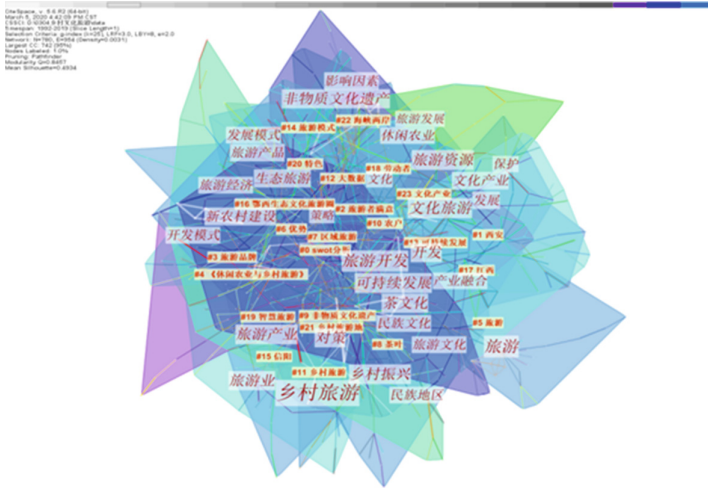 CiteSpace, v. 5.6.R2 (64-bit)
March 5, 2020 4:42:09 PM CST
Timespan: 1992-2019 (Slice Length=1)
Largest CC: 742 (95%)
Nodes Labeled: 1.0%
Pruning: Pathfinder
影响因素
非物质文化遗产
#22 海峡两岸
旅游发展
发展模式
#14 旅游模式
休闲农业
旅游产品
旅游资源
保护
#20 特色
#18 劳动者
旅游经济
生态旅游
#12 大数据
文化
文化产业
#23 文化产业
发展
#16 鄂西生态文化旅游圈
#2 旅游者满意
文化旅游
新农村建设
策略
#10 农户
开发模式
#6 优势
#7 区域旅游
#1 西安
#0 swot分析
开发
#3 旅游品牌
旅游开发
#4 《休闲农业与乡村旅游》
#17 江西
可持续发展
产业融合
茶文化
#19 智慧旅游
#9 非物质文化遗产
民族文化
#5 旅游
旅游产业
对策
#8 茶叶
旅游文化
旅游
#15 信阳
#11 乡村旅游
乡村振兴
旅游业
乡村旅游
民族地区